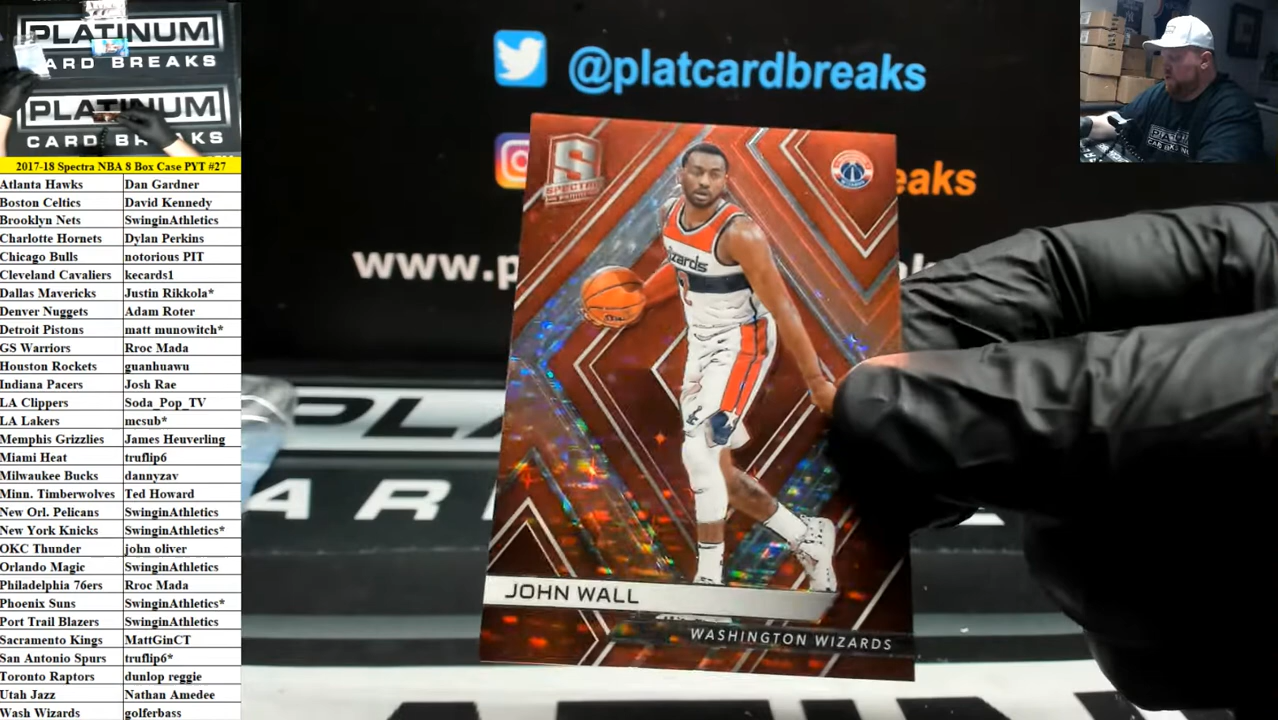 PLATINUM
CARD BREAKS
PLATINUM
CARD BREAKS
2017-18 Spectra NBA 8 Box Case PYT #27
Atlanta Hawks Dan Gardner
Boston Celtics David Kennedy
Brooklyn Nets SwinginAthletics
Charlotte Hornets Dylan Perkins
Chicago Bulls notorious PIT
Cleveland Cavaliers kecards1
Dallas Mavericks Justin Rikkola*
Denver Nuggets Adam Roter
Detroit Pistons matt munowitch*
GS Warriors Rroc Mada
Houston Rockets guanhuawu
Indiana Pacers Josh Rae
LA Clippers Soda_Pop_TV
LA Lakers mcsub*
Memphis Grizzlies James Heuverling
Miami Heat truflip6
Milwaukee Bucks dannyzav
Minn. Timberwolves Ted Howard
New Orl. Pelicans SwinginAthletics
New York Knicks SwinginAthletics*
OKC Thunder john oliver
Orlando Magic SwinginAthletics
Philadelphia 76ers Rroc Mada
Phoenix Suns SwinginAthletics*
Port Trail Blazers SwinginAthletics
Sacramento Kings MattGinCT
San Antonio Spurs truflip6*
Toronto Raptors dunlop reggie
Utah Jazz Nathan Amedee
Wash Wizards golferbass
@platcardbreaks
eaks
www.p
S
SPECTRA
zards
2
JOHN WALL
WASHINGTON WIZARDS
PLA
ARD
PLATINUM